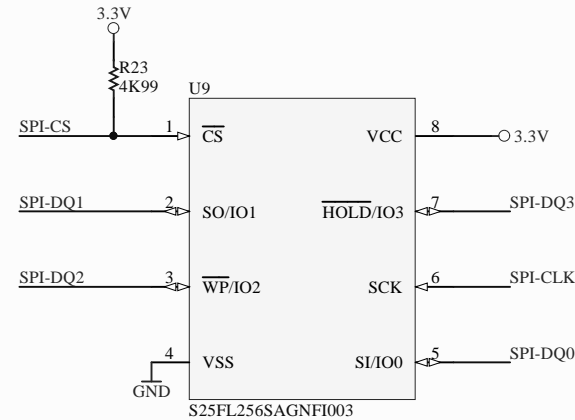 3.3V
R23
4K99
U9
SPI-CS
1
CS
VCC
8
3.3V
SPI-DQ1
2
SO/IO1
HOLD/IO3
7
SPI-DQ3
SPI-DQ2
3
WP/IO2
SCK
6
SPI-CLK
4
VSS
SI/IO0
5
SPI-DQ0
GND
S25FL256SAGNFI003